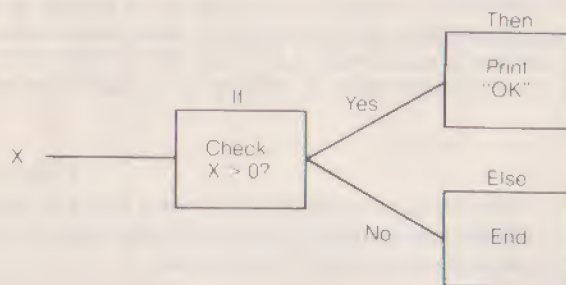 Then
Print
"OK"
If
Yes
Check
X > 0?
X
Else
No
End